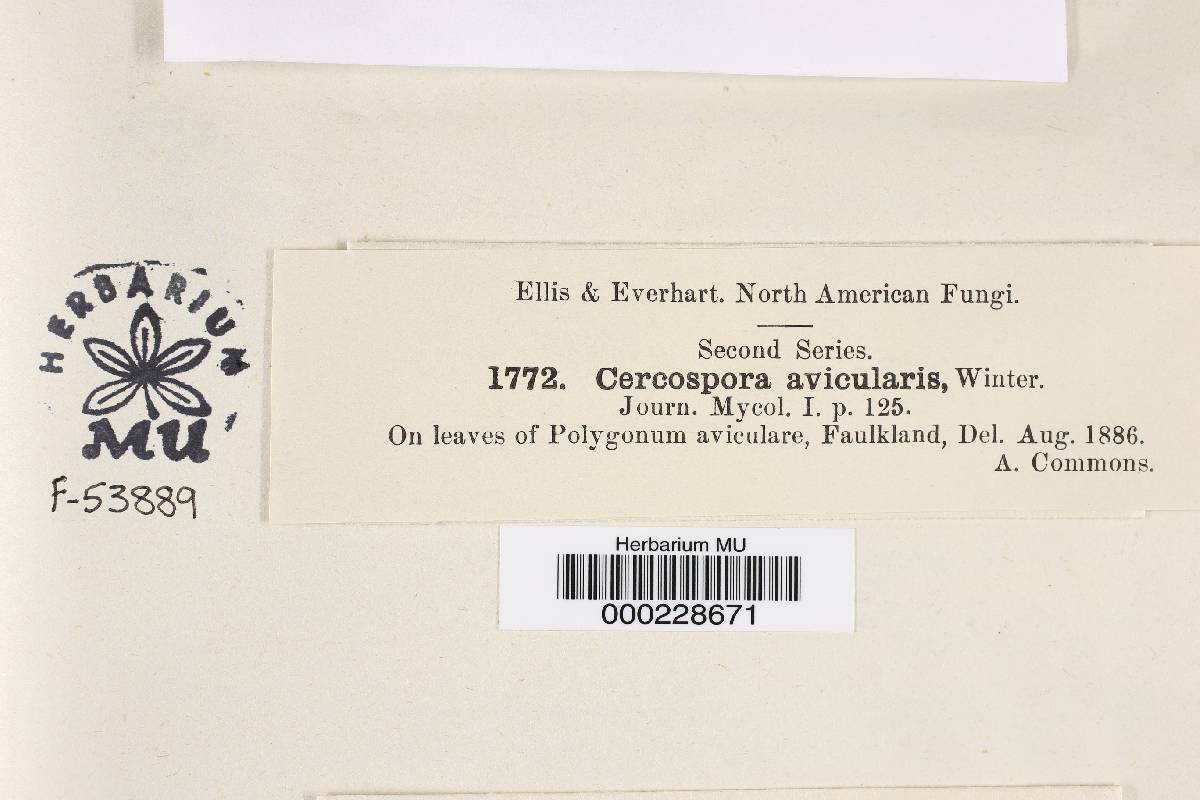 HERBARIUM
MU
F-53889
Ellis & Everhart. North American Fungi.
Second Series.
1772. Cercospora avicularis, Winter.
Journ. Mycol. I. p. 125.
On leaves of Polygonum aviculare, Faulkland, Del. Aug. 1886.
A. Commons.
Herbarium MU
000228671